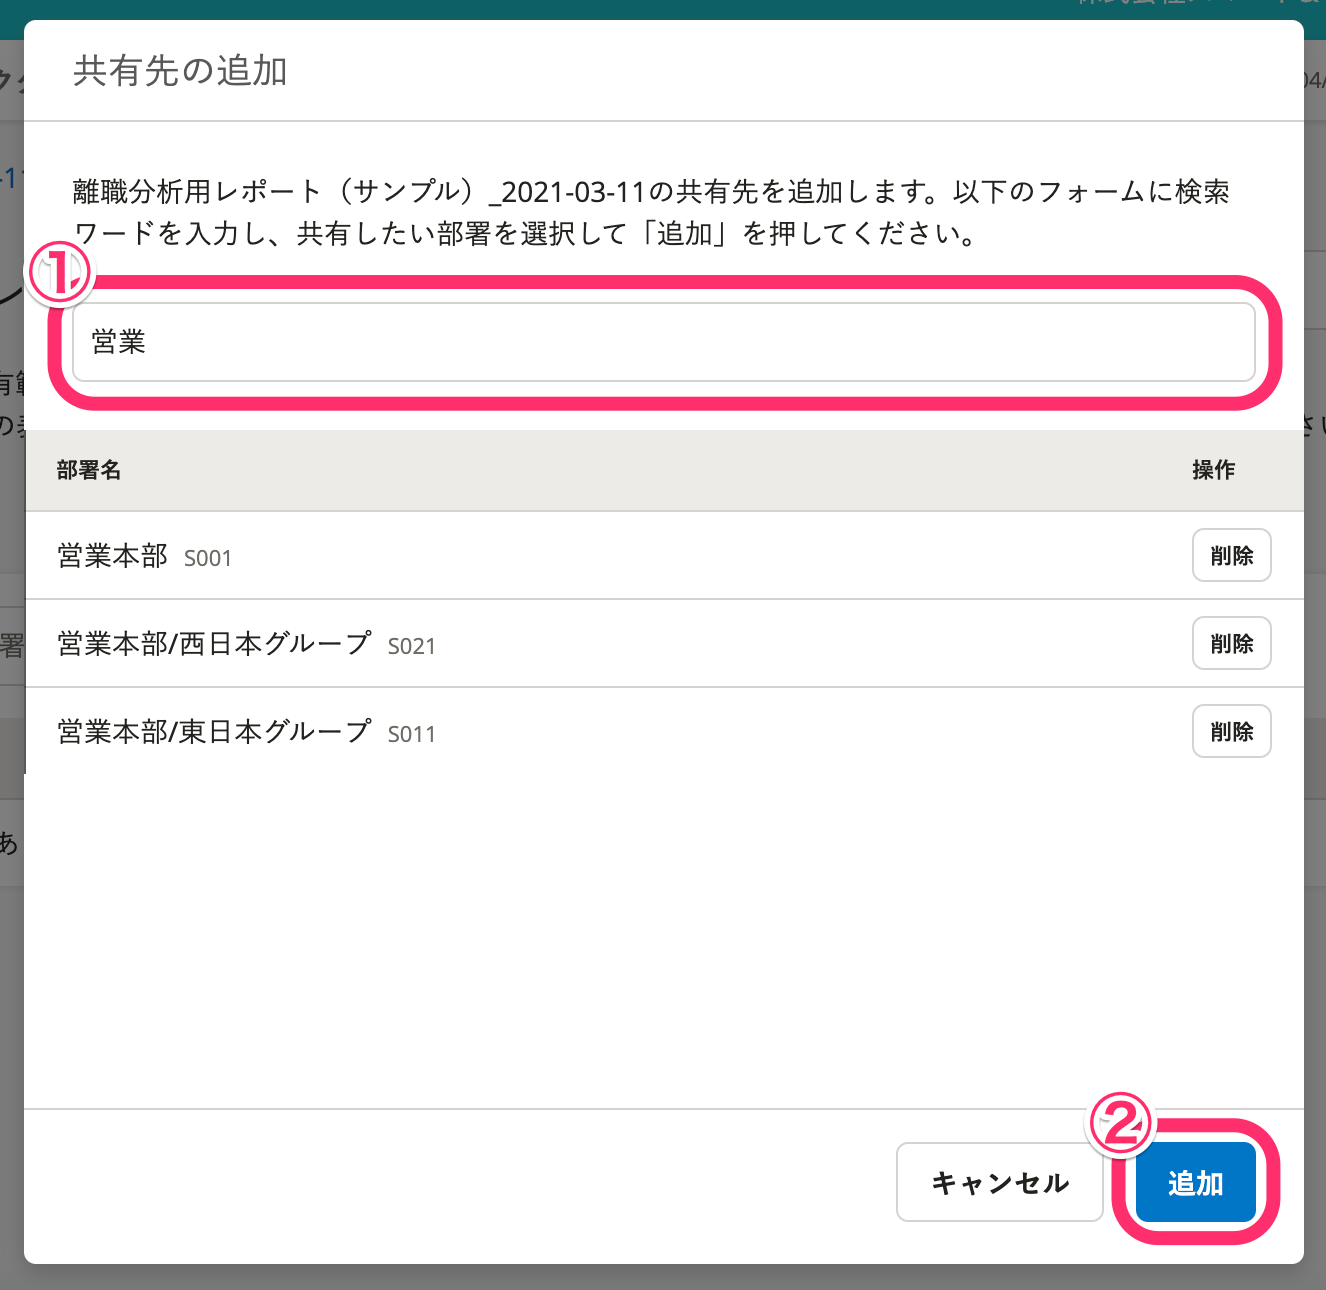 共有先の追加
離職分析用レポート（サンプル）_2021-03-11の共有先を追加します。以下のフォームに検索
ワードを入力し、共有したい部署を選択して「追加」を押してください。
①
営業
部署名 操作
営業本部 S001 削除
営業本部/西日本グループ S021 削除
営業本部/東日本グループ S011 削除
②
キャンセル 追加